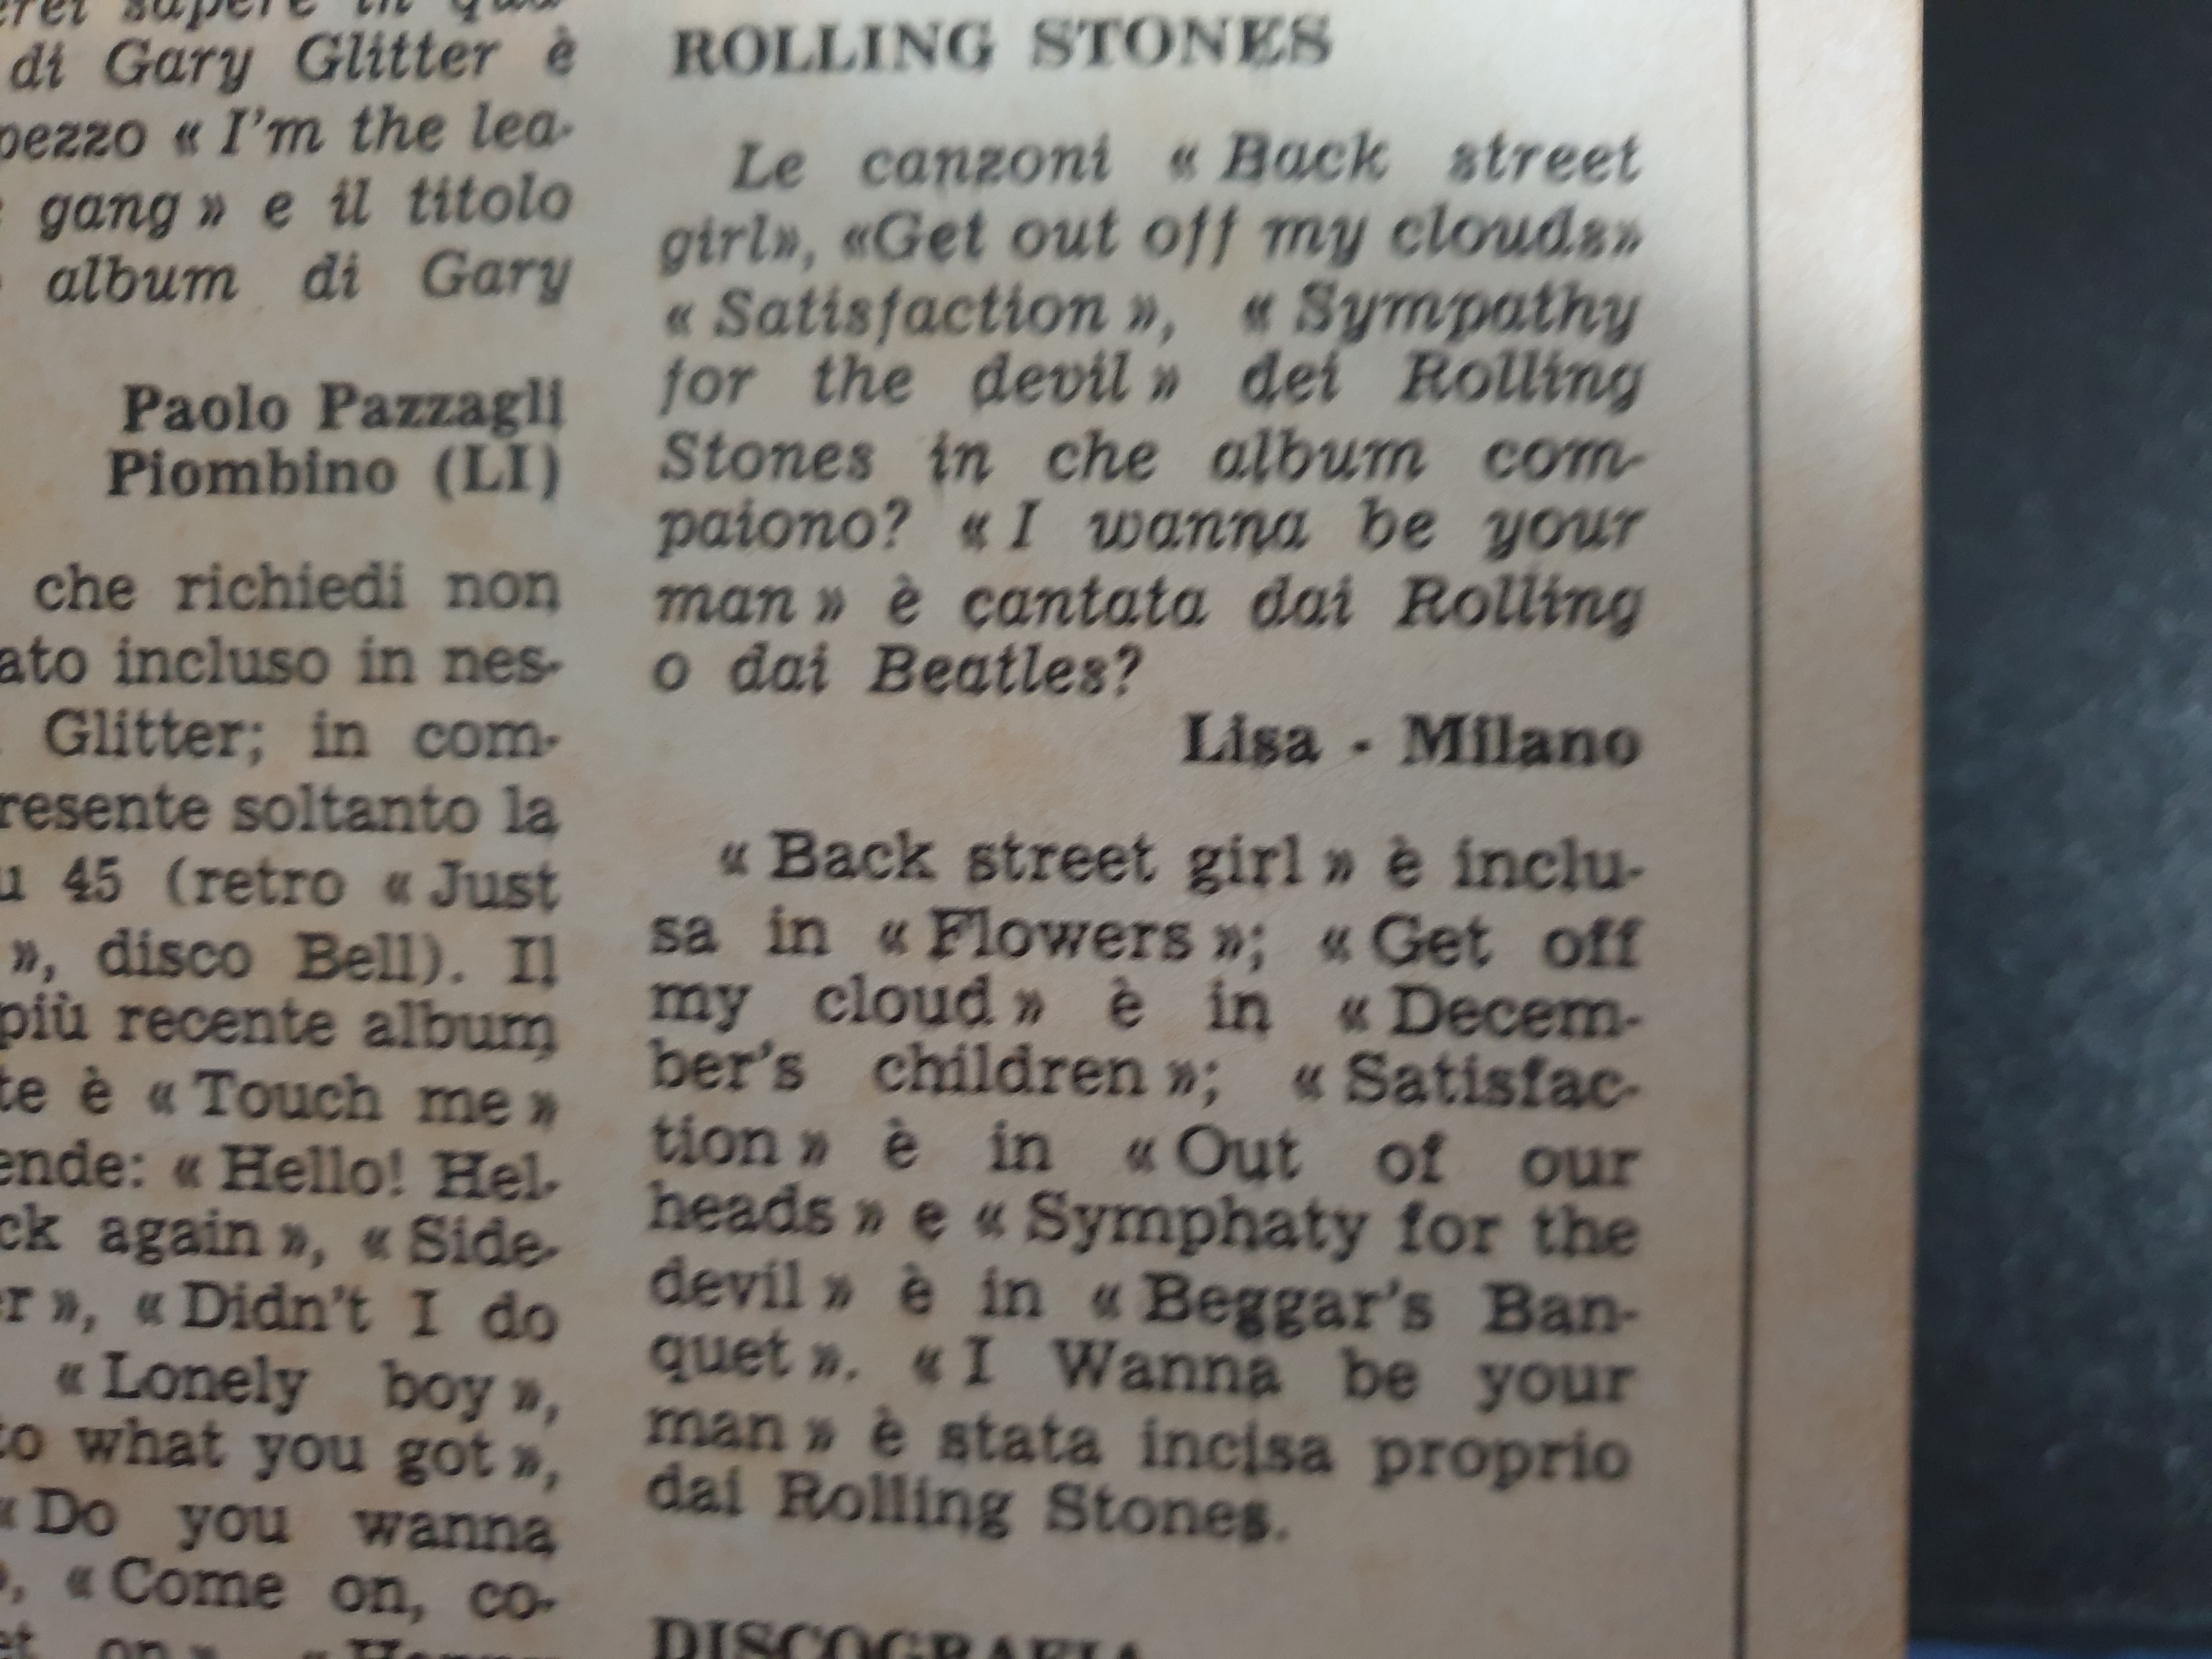 sapere in
di Gary Glitter è
pezzo « I'm the lea-
gang » e il titolo
album di Gary
Paolo Pazzagli
Piombino (LI)
che richiedi non
incluso in nes-
Glitter; in com-
soltanto la
45 (retro « Just
», disco Bell). Il
più recente album
è « Touch me »
« Hello! Hel-
again », « Side-
», « Didn't I do
« Lonely boy »,
what you got »,
« Do you wanna
», « Come on, co-
on »,
ROLLING STONES
Le canzoni « Back street
girl», «Get out off my clouds»
« Satisfaction », « Sympathy
for the devil » dei Rolling
Stones in che album com-
paiono? « I wanna be your
man » è cantata dai Rolling
o dai Beatles?
Lisa - Milano
« Back street girl » è inclu-
sa in « Flowers »; « Get off
my cloud » è in « Decem-
ber's children »; « Satisfac-
tion » è in « Out of our
heads » e « Symphaty for the
devil » è in « Beggar's Ban-
quet ». « I Wanna be your
man » è stata incisa proprio
dai Rolling Stones.
DISCOGRAFIA